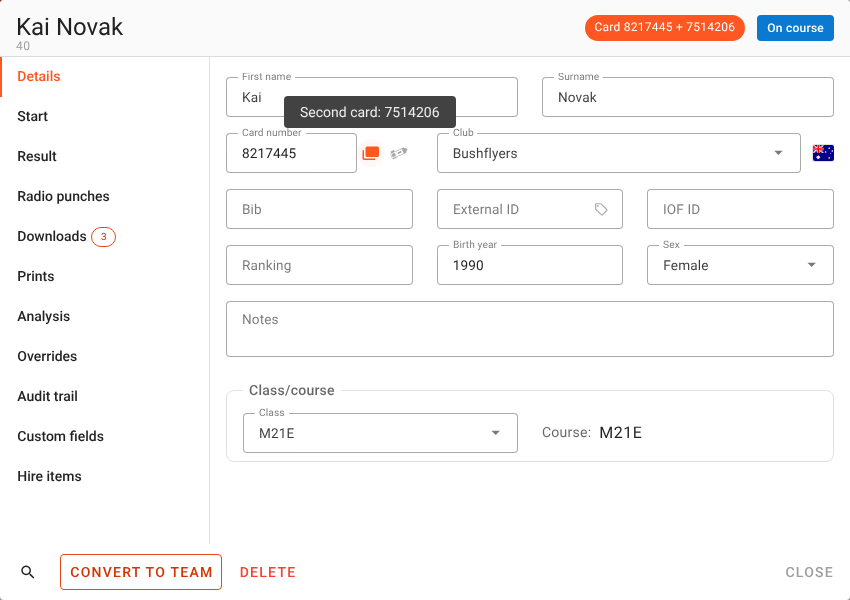 Kai Novak
40
Card 8217445 + 7514206
On course
Details
Start
Result
Radio punches
Downloads 3
Prints
Analysis
Overrides
Audit trail
Custom fields
Hire items
First name
Kai
Surname
Novak
Second card: 7514206
Card number
8217445
Club
Bushflyers
Bib
External ID
IOF ID
Ranking
Birth year
1990
Sex
Female
Notes
Class/course
Class
M21E
Course: M21E
CONVERT TO TEAM
DELETE
CLOSE